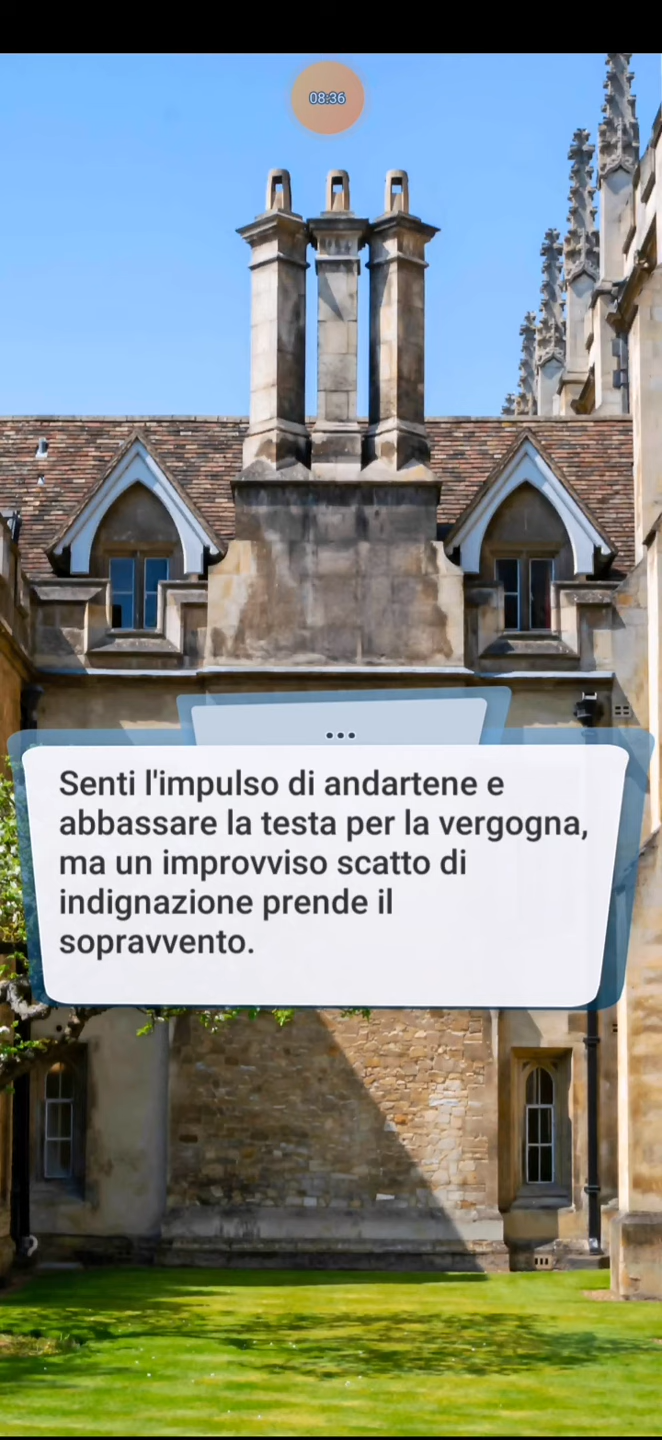 08:36
...
Senti l'impulso di andartene e
abbassare la testa per la vergogna,
ma un improvviso scatto di
indignazione prende il
sopravvento.